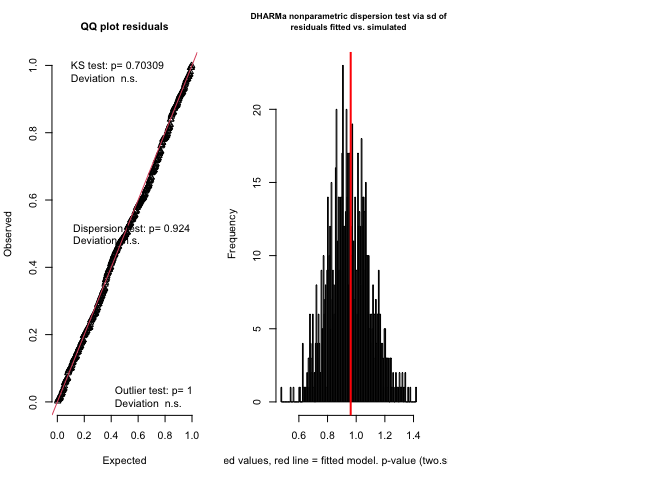 QQ plot residuals
KS test: p= 0.70309
Deviation n.s.
Dispersion test: p= 0.924
Deviation n.s.
Outlier test: p= 1
Deviation n.s.
Observed
0.0 0.2 0.4 0.6 0.8 1.0
0.0 0.2 0.4 0.6 0.8 1.0
Expected
DHARMa nonparametric dispersion test via sd of
residuals fitted vs. simulated
Frequency
0 5 10 15 20
0.6 0.8 1.0 1.2 1.4
ed values, red line = fitted model. p-value (two.s